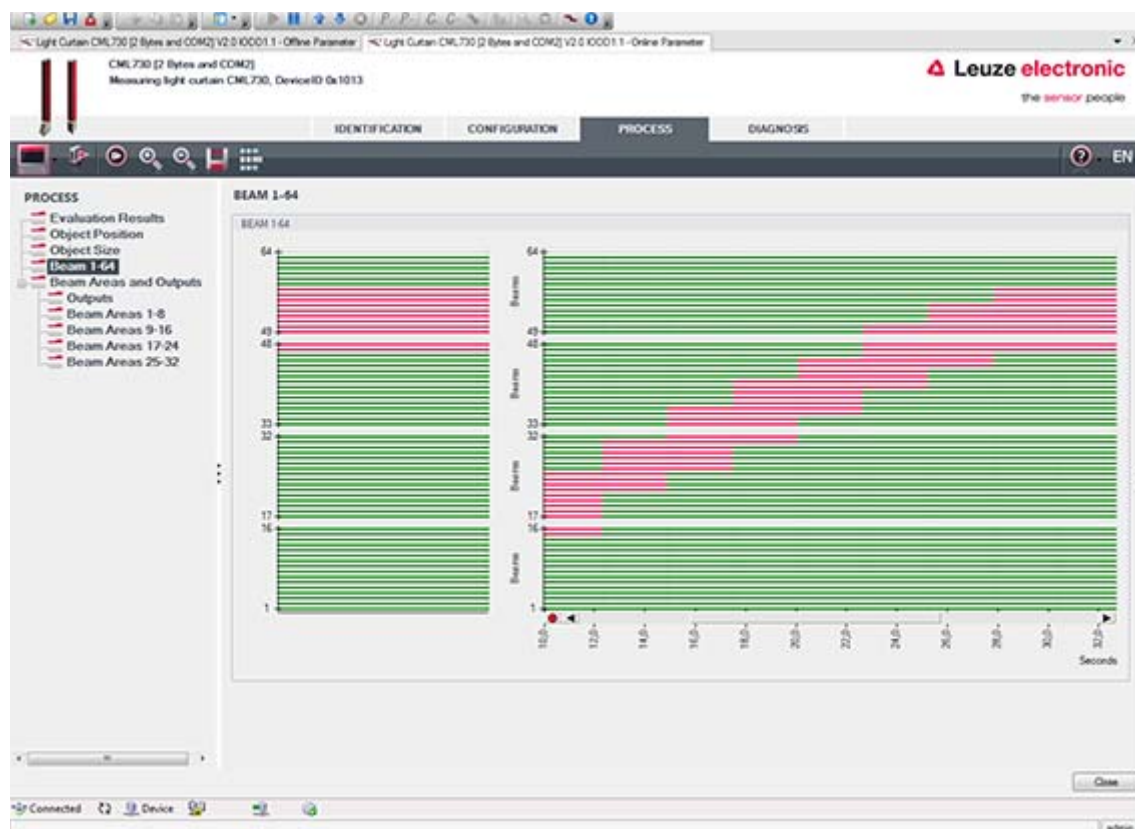 Light Curtain CML730 [2 Bytes and COM2] V2.0 IODD1.1 - Offline Parameter
Light Curtain CML730 [2 Bytes and COM2] V2.0 IODD1.1 - Online Parameter
CML730 [2 Bytes and COM2]
Measuring light curtain CML730, DeviceID 0x1013
Leuze electronic
the sensor people
IDENTIFICATION
CONFIGURATION
PROCESS
DIAGNOSIS
EN
PROCESS
Evaluation Results
Object Position
Object Size
Beam 1-64
Beam Areas and Outputs
Outputs
Beam Areas 1-8
Beam Areas 9-16
Beam Areas 17-24
Beam Areas 25-32
BEAM 1-64
BEAM 1-64
64
49
48
33
32
17
16
1
64
49
48
33
32
17
16
1
Beams
Beams
Beams
Beams
10,0
12,0
14,0
16,0
18,0
20,0
22,0
24,0
26,0
28,0
30,0
32,0
Seconds
Close
Connected
Device
admin